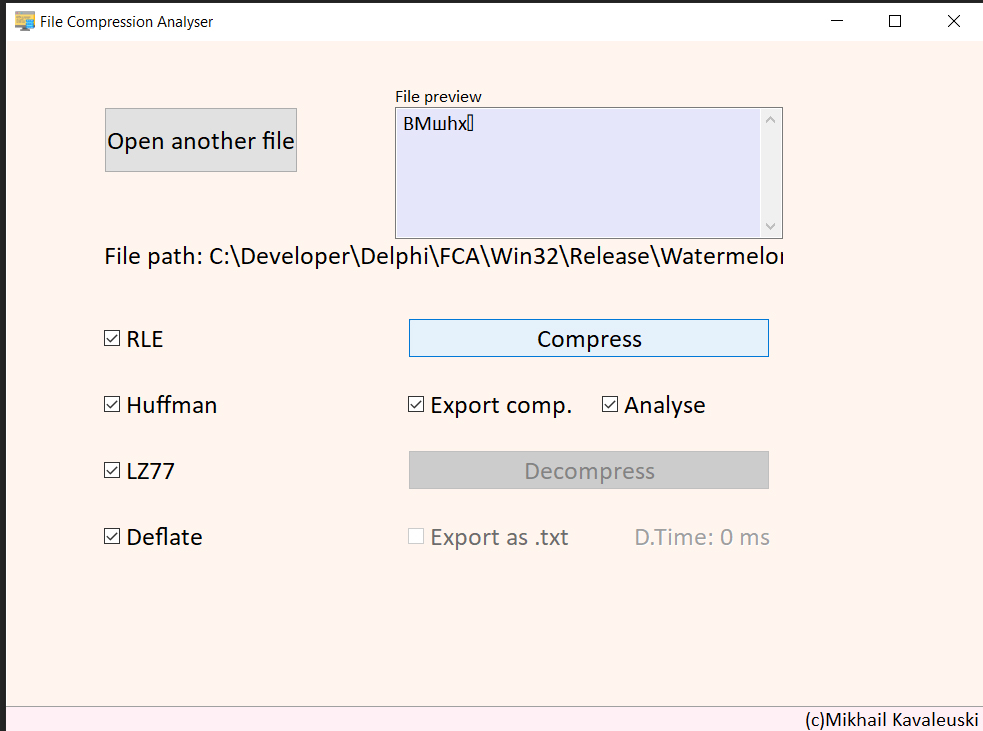 File Compression Analyser
File preview
Open another file
BMшhx
File path: C:\Developer\Delphi\FCA\Win32\Release\Watermelon
RLE
Compress
Huffman
Export comp.
Analyse
LZ77
Decompress
Deflate
Export as .txt
D.Time: 0 ms
(c)Mikhail Kavaleuski